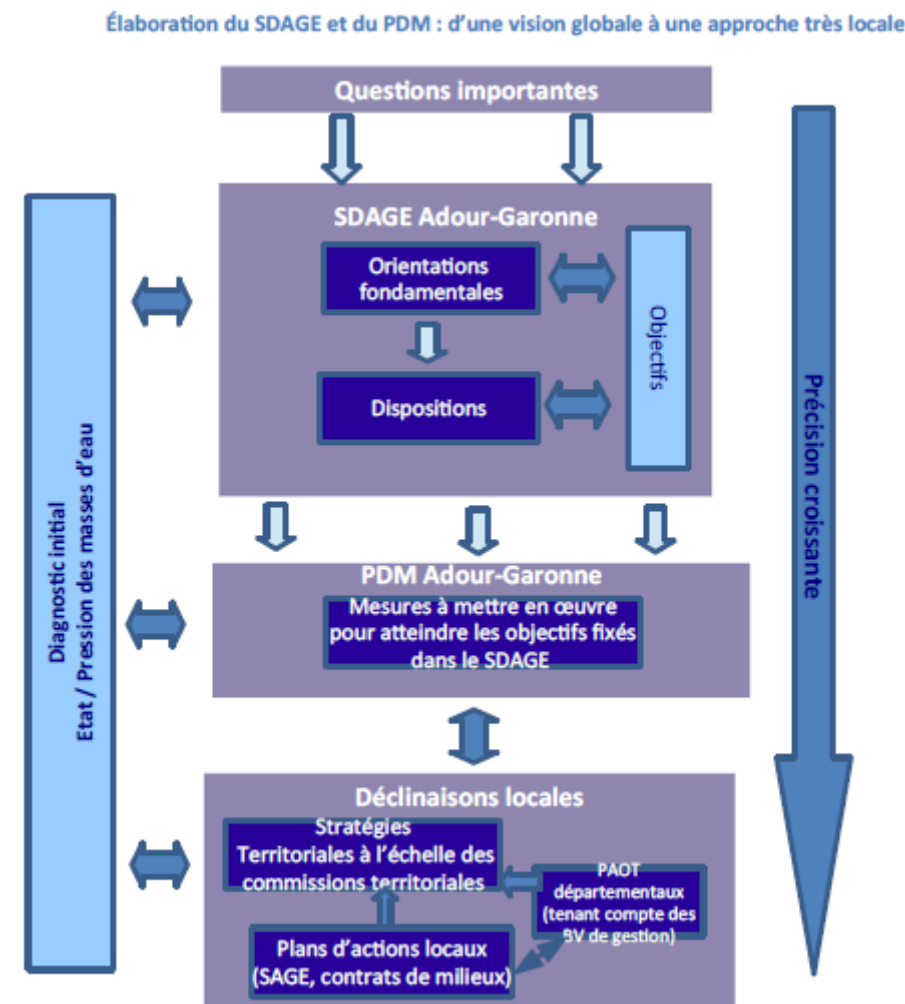 Élaboration du SDAGE et du PDM : d’une vision globale à une approche très locale
Questions importantes
SDAGE Adour-Garonne
Orientations
fondamentales
Dispositions
Objectifs
Diagnostic initial
Etat / Pression des masses d’eau
Précision croissante
PDM Adour-Garonne
Mesures à mettre en œuvre
pour atteindre les objectifs fixés
dans le SDAGE
Déclinaisons locales
Stratégies
Territoriales à l’échelle des
commissions territoriales
PAOT
départementaux
(tenant compte des
BV de gestion)
Plans d’actions locaux
(SAGE, contrats de milieux)